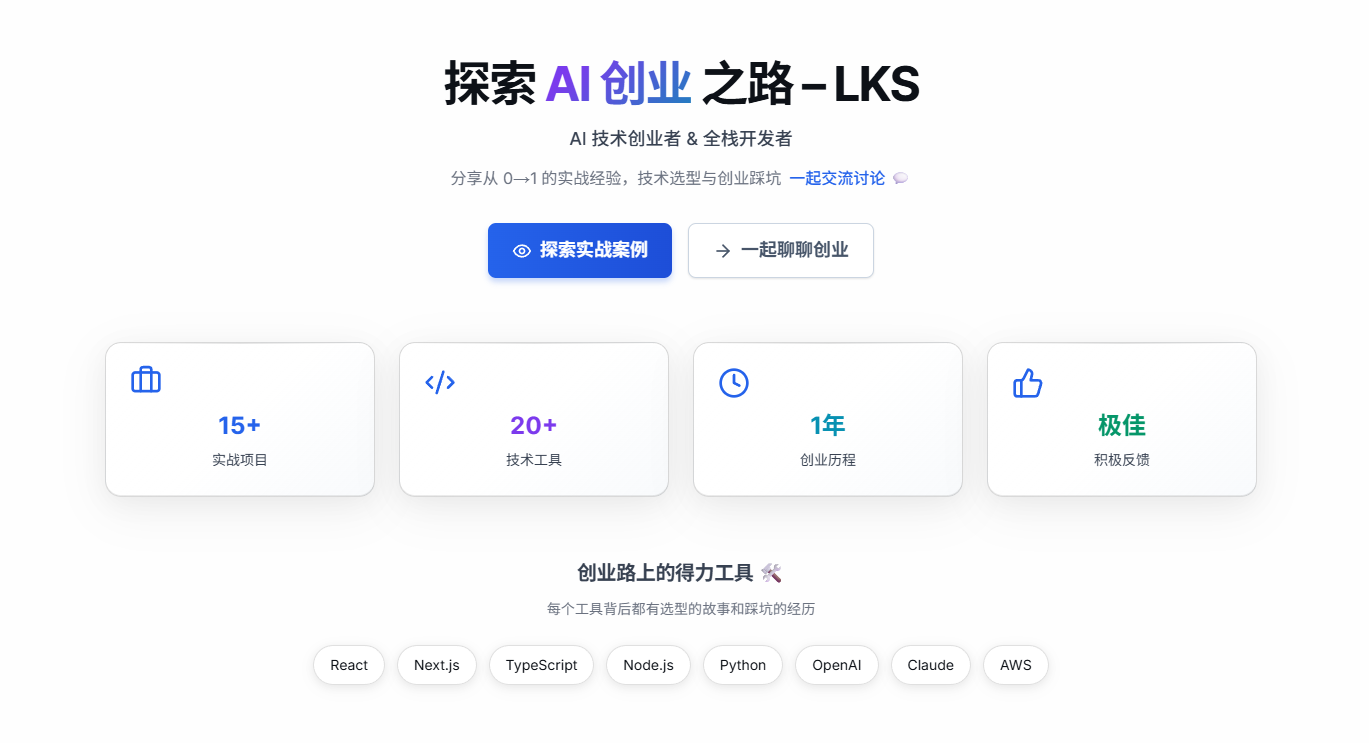 探索 AI 创业 之路 – LKS
AI 技术创业者 & 全栈开发者
分享从 0→1 的实战经验，技术选型与创业踩坑 一起交流讨论 💬
探索实战案例
→ 一起聊聊创业
15+
实战项目
20+
技术工具
1年
创业历程
极佳
积极反馈
创业路上的得力工具 🛠️
每个工具背后都有选型的故事和踩坑的经历
React Next.js TypeScript Node.js Python OpenAI Claude AWS